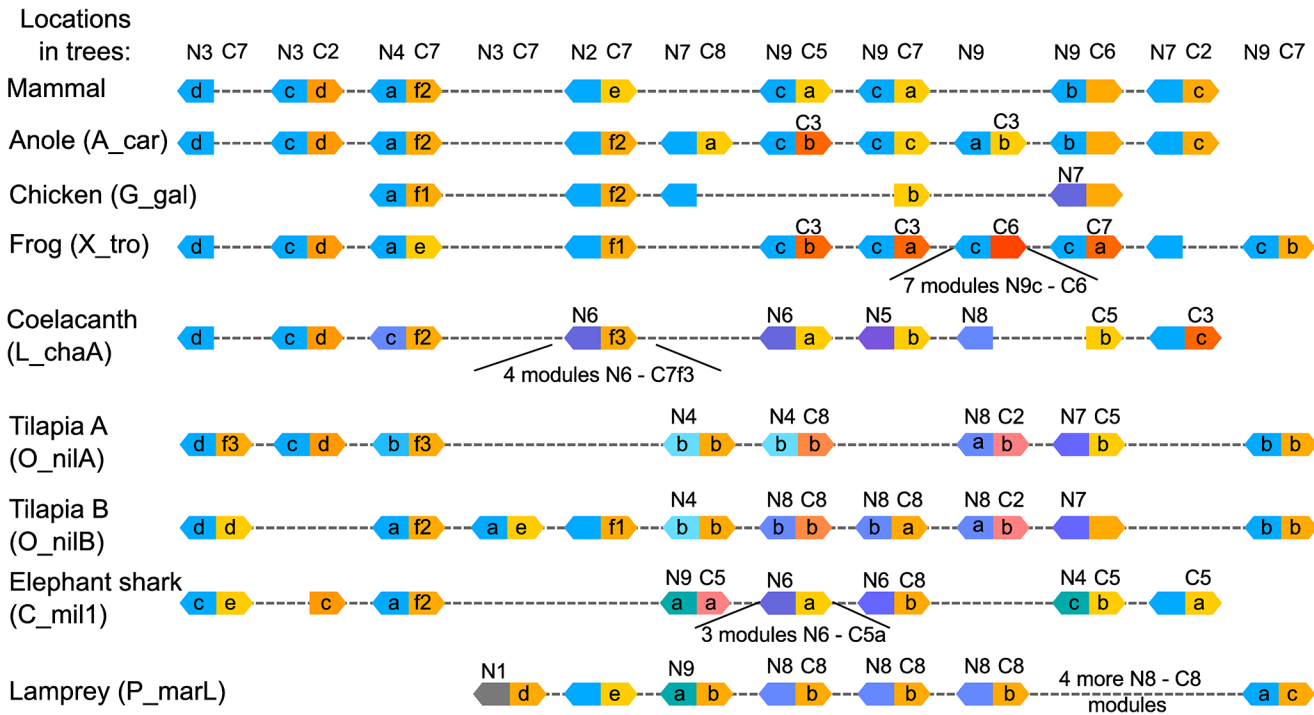 Locations
in trees:
N3 C7 N3 C2 N4 C7 N3 C7 N2 C7 N7 C8 N9 C5 N9 C7 N9 N9 C6 N7 C2 N9 C7
Mammal d c d a f2 e c a c a b c
C3 C3
Anole (A_car) d c d a f2 f2 a c b c c a b b c
N7
Chicken (G_gal) a f1 f2 b
C3 C3 C6 C7
Frog (X_tro) d c d a e f1 c b c a c c a c b
7 modules N9c - C6
Coelacanth N6 N6 N5 N8 C5 C3
(L_chaA) d c d c f2 f3 a b b c
4 modules N6 - C7f3
Tilapia A N4 N4 C8 N8 C2 N7 C5
(O_nilA) d f3 c d b f3 b b b b a b b b b
Tilapia B N4 N8 C8 N8 C8 N8 C2 N7
(O_nilB) d d a f2 a e f1 b b b b b a a b b b
Elephant shark N9 C5 N6 N6 C8 N4 C5 C5
(C_mil1) c e c a f2 a a a b c b a
3 modules N6 - C5a
N1 N9 N8 C8 N8 C8 N8 C8 4 more N8 - C8
Lamprey (P_marL) d e a b b b b a c
modules